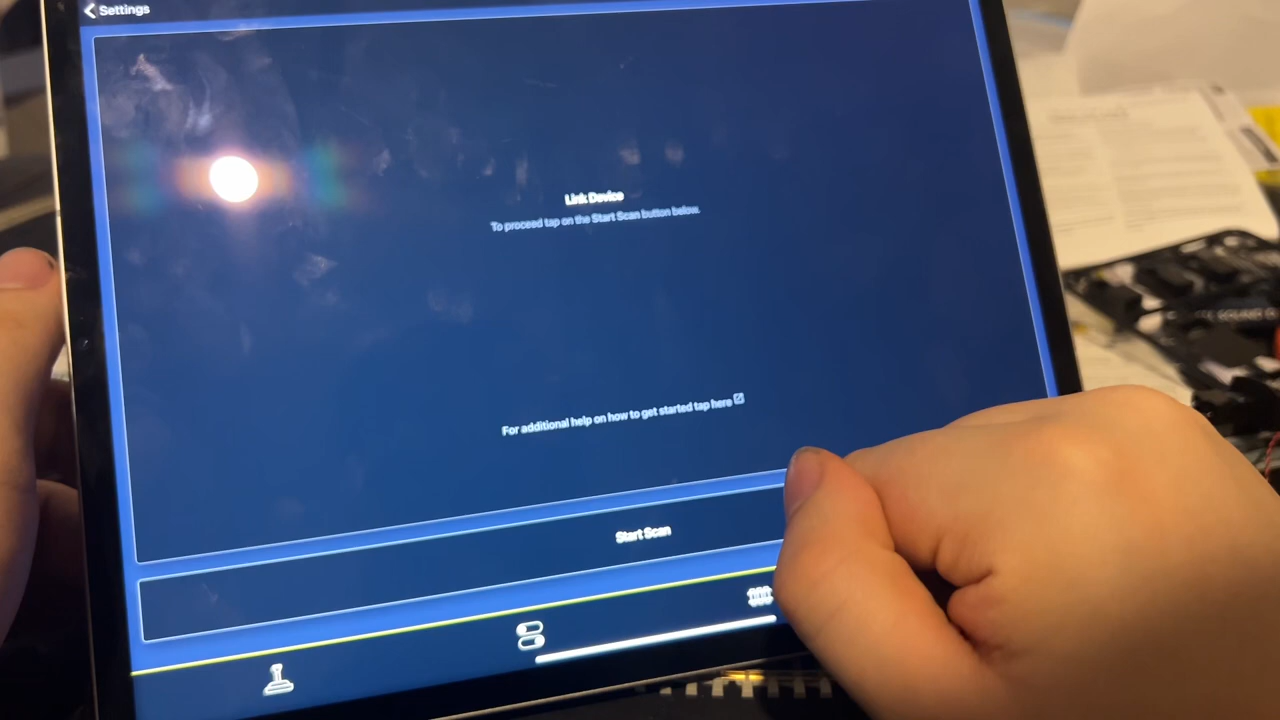 Settings
Link Device
To proceed tap on the Start Scan button below.
For additional help on how to get started tap here
Start Scan